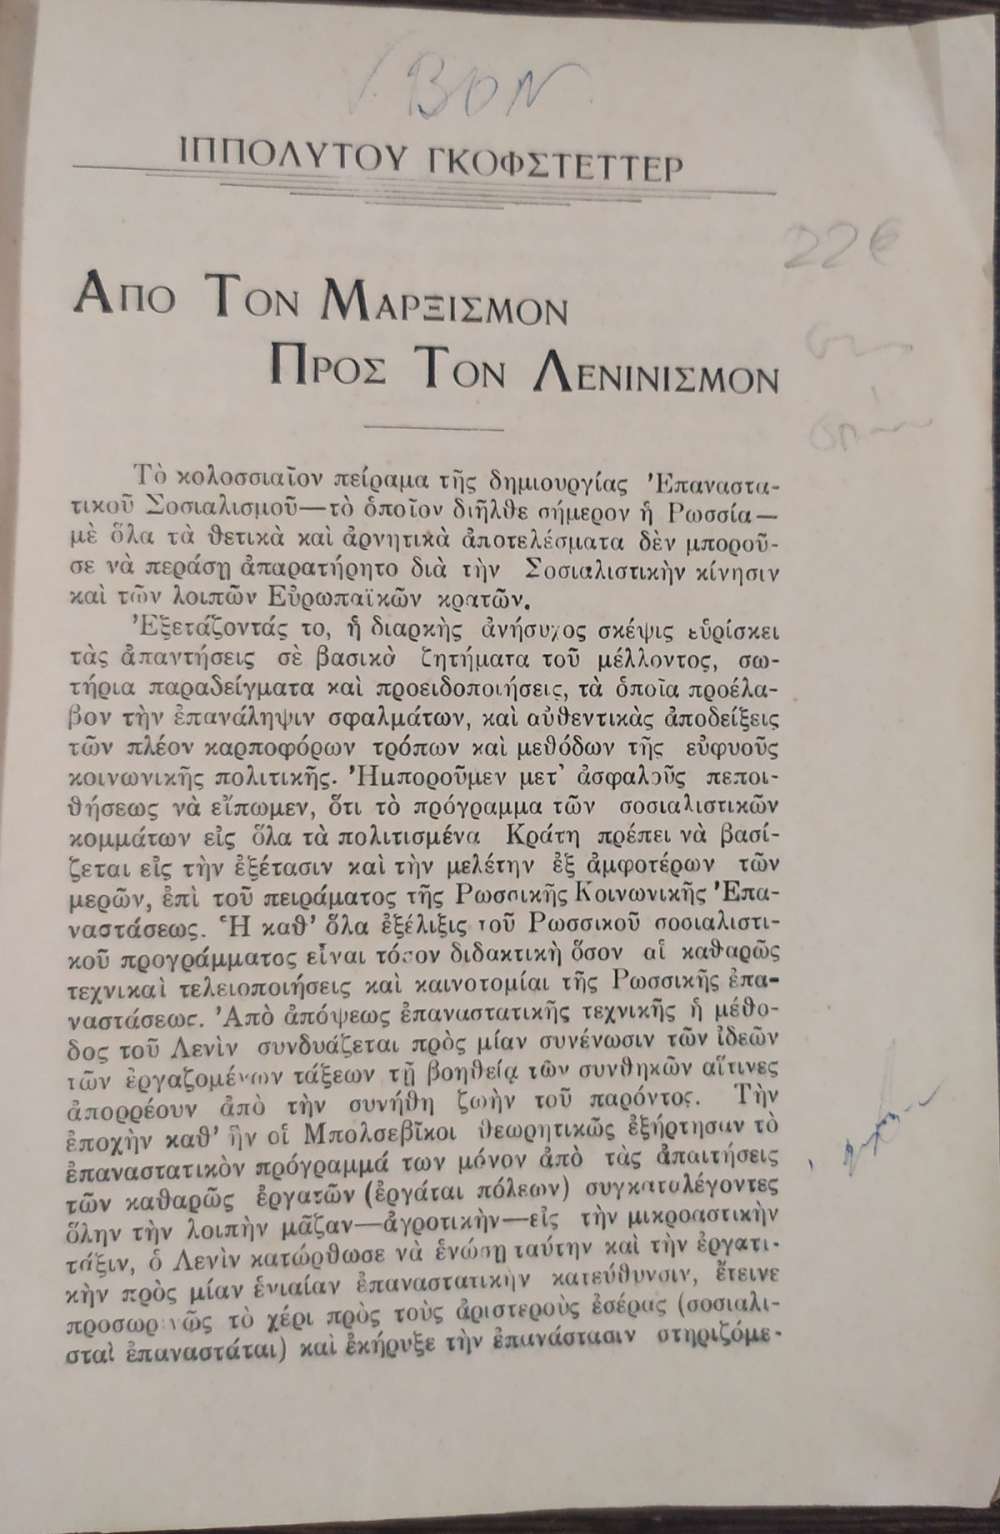 ΒΟΝ
ΙΠΠΟΛΥΤΟΥ ΓΚΟΦΣΤΕΤΤΕΡ
22€
ΑΠΟ ΤΟΝ ΜΑΡΞΙΣΜΟΝ
ΠΡΟΣ ΤΟΝ ΛΕΝΙΝΙΣΜΟΝ
Τὸ κολοσσιαῖον πείραμα τῆς δημιουργίας Ἐπαναστα-
τικοῦ Σοσιαλισμοῦ—τὸ ὁποῖον διῆλθε σήμερον ἡ Ρωσσία—
μὲ ὅλα τὰ θετικὰ καὶ ἀρνητικὰ ἀποτελέσματα δὲν μποροῦ-
σε νὰ περάσῃ ἀπαρατήρητο διὰ τὴν Σοσιαλιστικὴν κίνησιν
καὶ τῶν λοιπῶν Εὐρωπαϊκῶν κρατῶν.
Ἐξετάζοντάς το, ἡ διαρκὴς ἀνήσυχος σκέψις εὑρίσκει
τὰς ἀπαντήσεις σὲ βασικὸ ζητήματα τοῦ μέλλοντος, σω-
τήρια παραδείγματα καὶ προειδοποιήσεις, τὰ ὁποῖα προέλα-
βον τὴν ἐπανάληψιν σφαλμάτων, καὶ αὐθεντικὰς ἀποδείξεις
τῶν πλέον καρποφόρων τρόπων καὶ μεθόδων τῆς εὐφυοῦς
κοινωνικῆς πολιτικῆς. Ἠμποροῦμεν μετ' ἀσφαλοῦς πεποι-
θήσεως νὰ εἴπωμεν, ὅτι τὸ πρόγραμμα τῶν σοσιαλιστικῶν
κομμάτων εἰς ὅλα τὰ πολιτισμένα Κράτη πρέπει νὰ βασί-
ζεται εἰς τὴν ἐξέτασιν καὶ τὴν μελέτην ἐξ ἀμφοτέρων τῶν
μερῶν, ἐπὶ τοῦ πειράματος τῆς Ρωσσικῆς Κοινωνικῆς Ἐπα-
ναστάσεως. Ἡ καθ' ὅλα ἐξέλιξις τοῦ Ρωσσικοῦ σοσιαλιστι-
κοῦ προγράμματος εἶναι τόσον διδακτικὴ ὅσον αἱ καθαρῶς
τεχνικαὶ τελειοποιήσεις καὶ καινοτομίαι τῆς Ρωσσικῆς ἐπα-
ναστάσεως. Ἀπὸ ἀπόψεως ἐπαναστατικῆς τεχνικῆς ἡ μέθο-
δος τοῦ Λενὶν συνδυάζεται πρὸς μίαν συνένωσιν τῶν ἰδεῶν
τῶν ἐργαζομένων τάξεων τῇ βοηθείᾳ τῶν συνθηκῶν αἵτινες
ἀπορρέουν ἀπὸ τὴν συνήθη ζωὴν τοῦ παρόντος. Τὴν
ἐποχὴν καθ' ἣν οἱ Μπολσεβῖκοι θεωρητικῶς ἐξήρτησαν τὸ
ἐπαναστατικὸν πρόγραμμά των μόνον ἀπὸ τὰς ἀπαιτήσεις
τῶν καθαρῶς ἐργατῶν (ἐργάται πόλεων) συγκαταλέγοντες
ὅλην τὴν λοιπὴν μᾶζαν—ἀγροτικὴν—εἰς τὴν μικροαστικὴν
τάξιν, ὁ Λενὶν κατώρθωσε νὰ ἑνώσῃ ταύτην καὶ τὴν ἐργατι-
κὴν πρὸς μίαν ἑνιαίαν ἐπαναστατικὴν κατεύθυνσιν, ἔτεινε
προσωρινῶς τὸ χέρι πρὸς τοὺς ἀριστεροὺς ἐσέρας (σοσιαλι-
σταὶ ἐπαναστάται) καὶ ἐκήρυξε τὴν ἐπανάστασιν στηριζόμε-